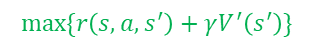 max{r(s, a, s′) + γV′(s′)}